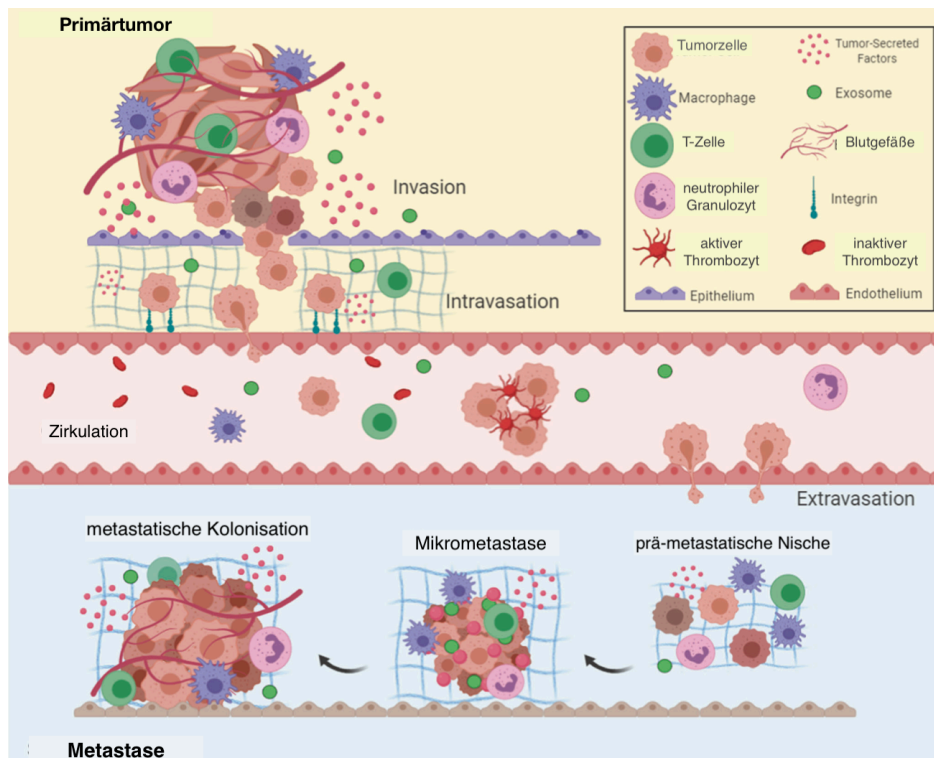 Primärtumor
Tumorzelle
Tumor-Secreted
Factors
Macrophage
Exosome
T-Zelle
Blutgefäße
neutrophiler
Granulozyt
Integrin
aktiver
Thrombozyt
inaktiver
Thrombozyt
Epithelium
Endothelium
Invasion
Intravasation
Zirkulation
Extravasation
metastatische Kolonisation
Mikrometastase
prä-metastatische Nische
Metastase